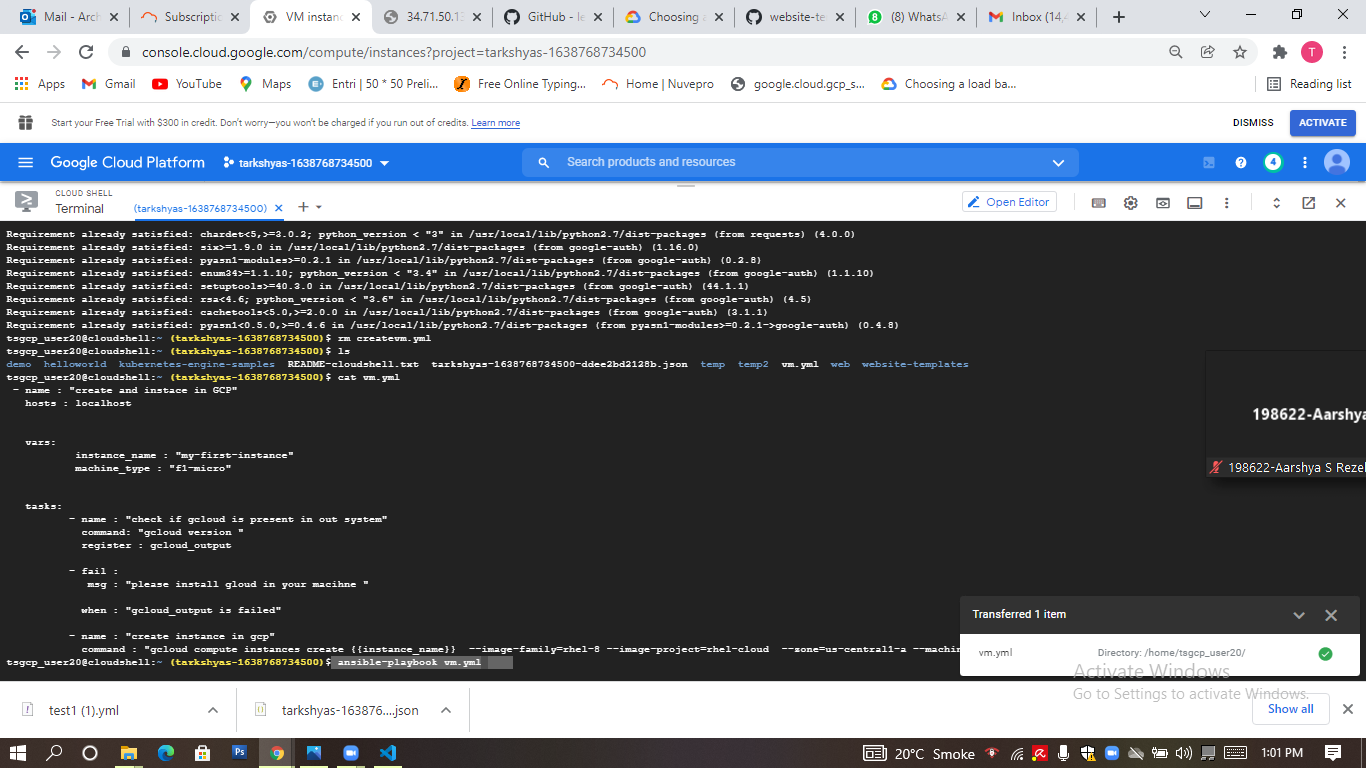 Mail - Arch
Subscriptic
VM instanc
34.71.50.13
GitHub - le
Choosing a
website-te
(8) WhatsA
Inbox (14,4
console.cloud.google.com/compute/instances?project=tarkshyas-1638768734500
T
Apps
Gmail
YouTube
Maps
Entri | 50 * 50 Preli...
Free Online Typing...
Home | Nuvepro
google.cloud.gcp_s...
Choosing a load ba...
Reading list
Start your Free Trial with $300 in credit. Don't worry—you won't be charged if you run out of credits. Learn more
DISMISS
ACTIVATE
Google Cloud Platform
tarkshyas-1638768734500
Search products and resources
4
CLOUD SHELL
Terminal
(tarkshyas-1638768734500)
Open Editor
Requirement already satisfied: chardet<5,>=3.0.2; python_version < "3" in /usr/local/lib/python2.7/dist-packages (from requests) (4.0.0)
Requirement already satisfied: six>=1.9.0 in /usr/local/lib/python2.7/dist-packages (from google-auth) (1.16.0)
Requirement already satisfied: pyasn1-modules>=0.2.1 in /usr/local/lib/python2.7/dist-packages (from google-auth) (0.2.8)
Requirement already satisfied: enum34>=1.1.10; python_version < "3.4" in /usr/local/lib/python2.7/dist-packages (from google-auth) (1.1.10)
Requirement already satisfied: setuptools>=40.3.0 in /usr/local/lib/python2.7/dist-packages (from google-auth) (44.1.1)
Requirement already satisfied: rsa<4.6; python_version < "3.6" in /usr/local/lib/python2.7/dist-packages (from google-auth) (4.5)
Requirement already satisfied: cachetools<5.0,>=2.0.0 in /usr/local/lib/python2.7/dist-packages (from google-auth) (3.1.1)
Requirement already satisfied: pyasn1<0.5.0,>=0.4.6 in /usr/local/lib/python2.7/dist-packages (from pyasn1-modules>=0.2.1->google-auth) (0.4.8)
tsgcp_user20@cloudshell:~ (tarkshyas-1638768734500)$ rm createvm.yml
tsgcp_user20@cloudshell:~ (tarkshyas-1638768734500)$ ls
demo helloworld kubernetes-engine-samples README-cloudshell.txt tarkshyas-1638768734500-ddee2bd2128b.json temp temp2 vm.yml web website-templates
tsgcp_user20@cloudshell:~ (tarkshyas-1638768734500)$ cat vm.yml
- name : "create and instace in GCP"
hosts : localhost
vars:
instance_name : "my-first-instance"
machine_type : "f1-micro"
tasks:
- name : "check if gcloud is present in out system"
command: "gcloud version "
register : gcloud_output
- fail :
msg : "please install gloud in your macihne "
when : "gcloud_output is failed"
- name : "create instance in gcp"
command : "gcloud compute instances create {{instance_name}} --image-family=rhel-8 --image-project=rhel-cloud --zone=us-central1-a --machin
tsgcp_user20@cloudshell:~ (tarkshyas-1638768734500)$ ansible-playbook vm.yml
198622-Aarshya
198622-Aarshya S Rezel
Transferred 1 item
vm.yml
Directory: /home/tsgcp_user20/
Activate Windows
Go to Settings to activate Windows.
test1 (1).yml
tarkshyas-163876....json
Show all
Ps
20°C Smoke
1:01 PM